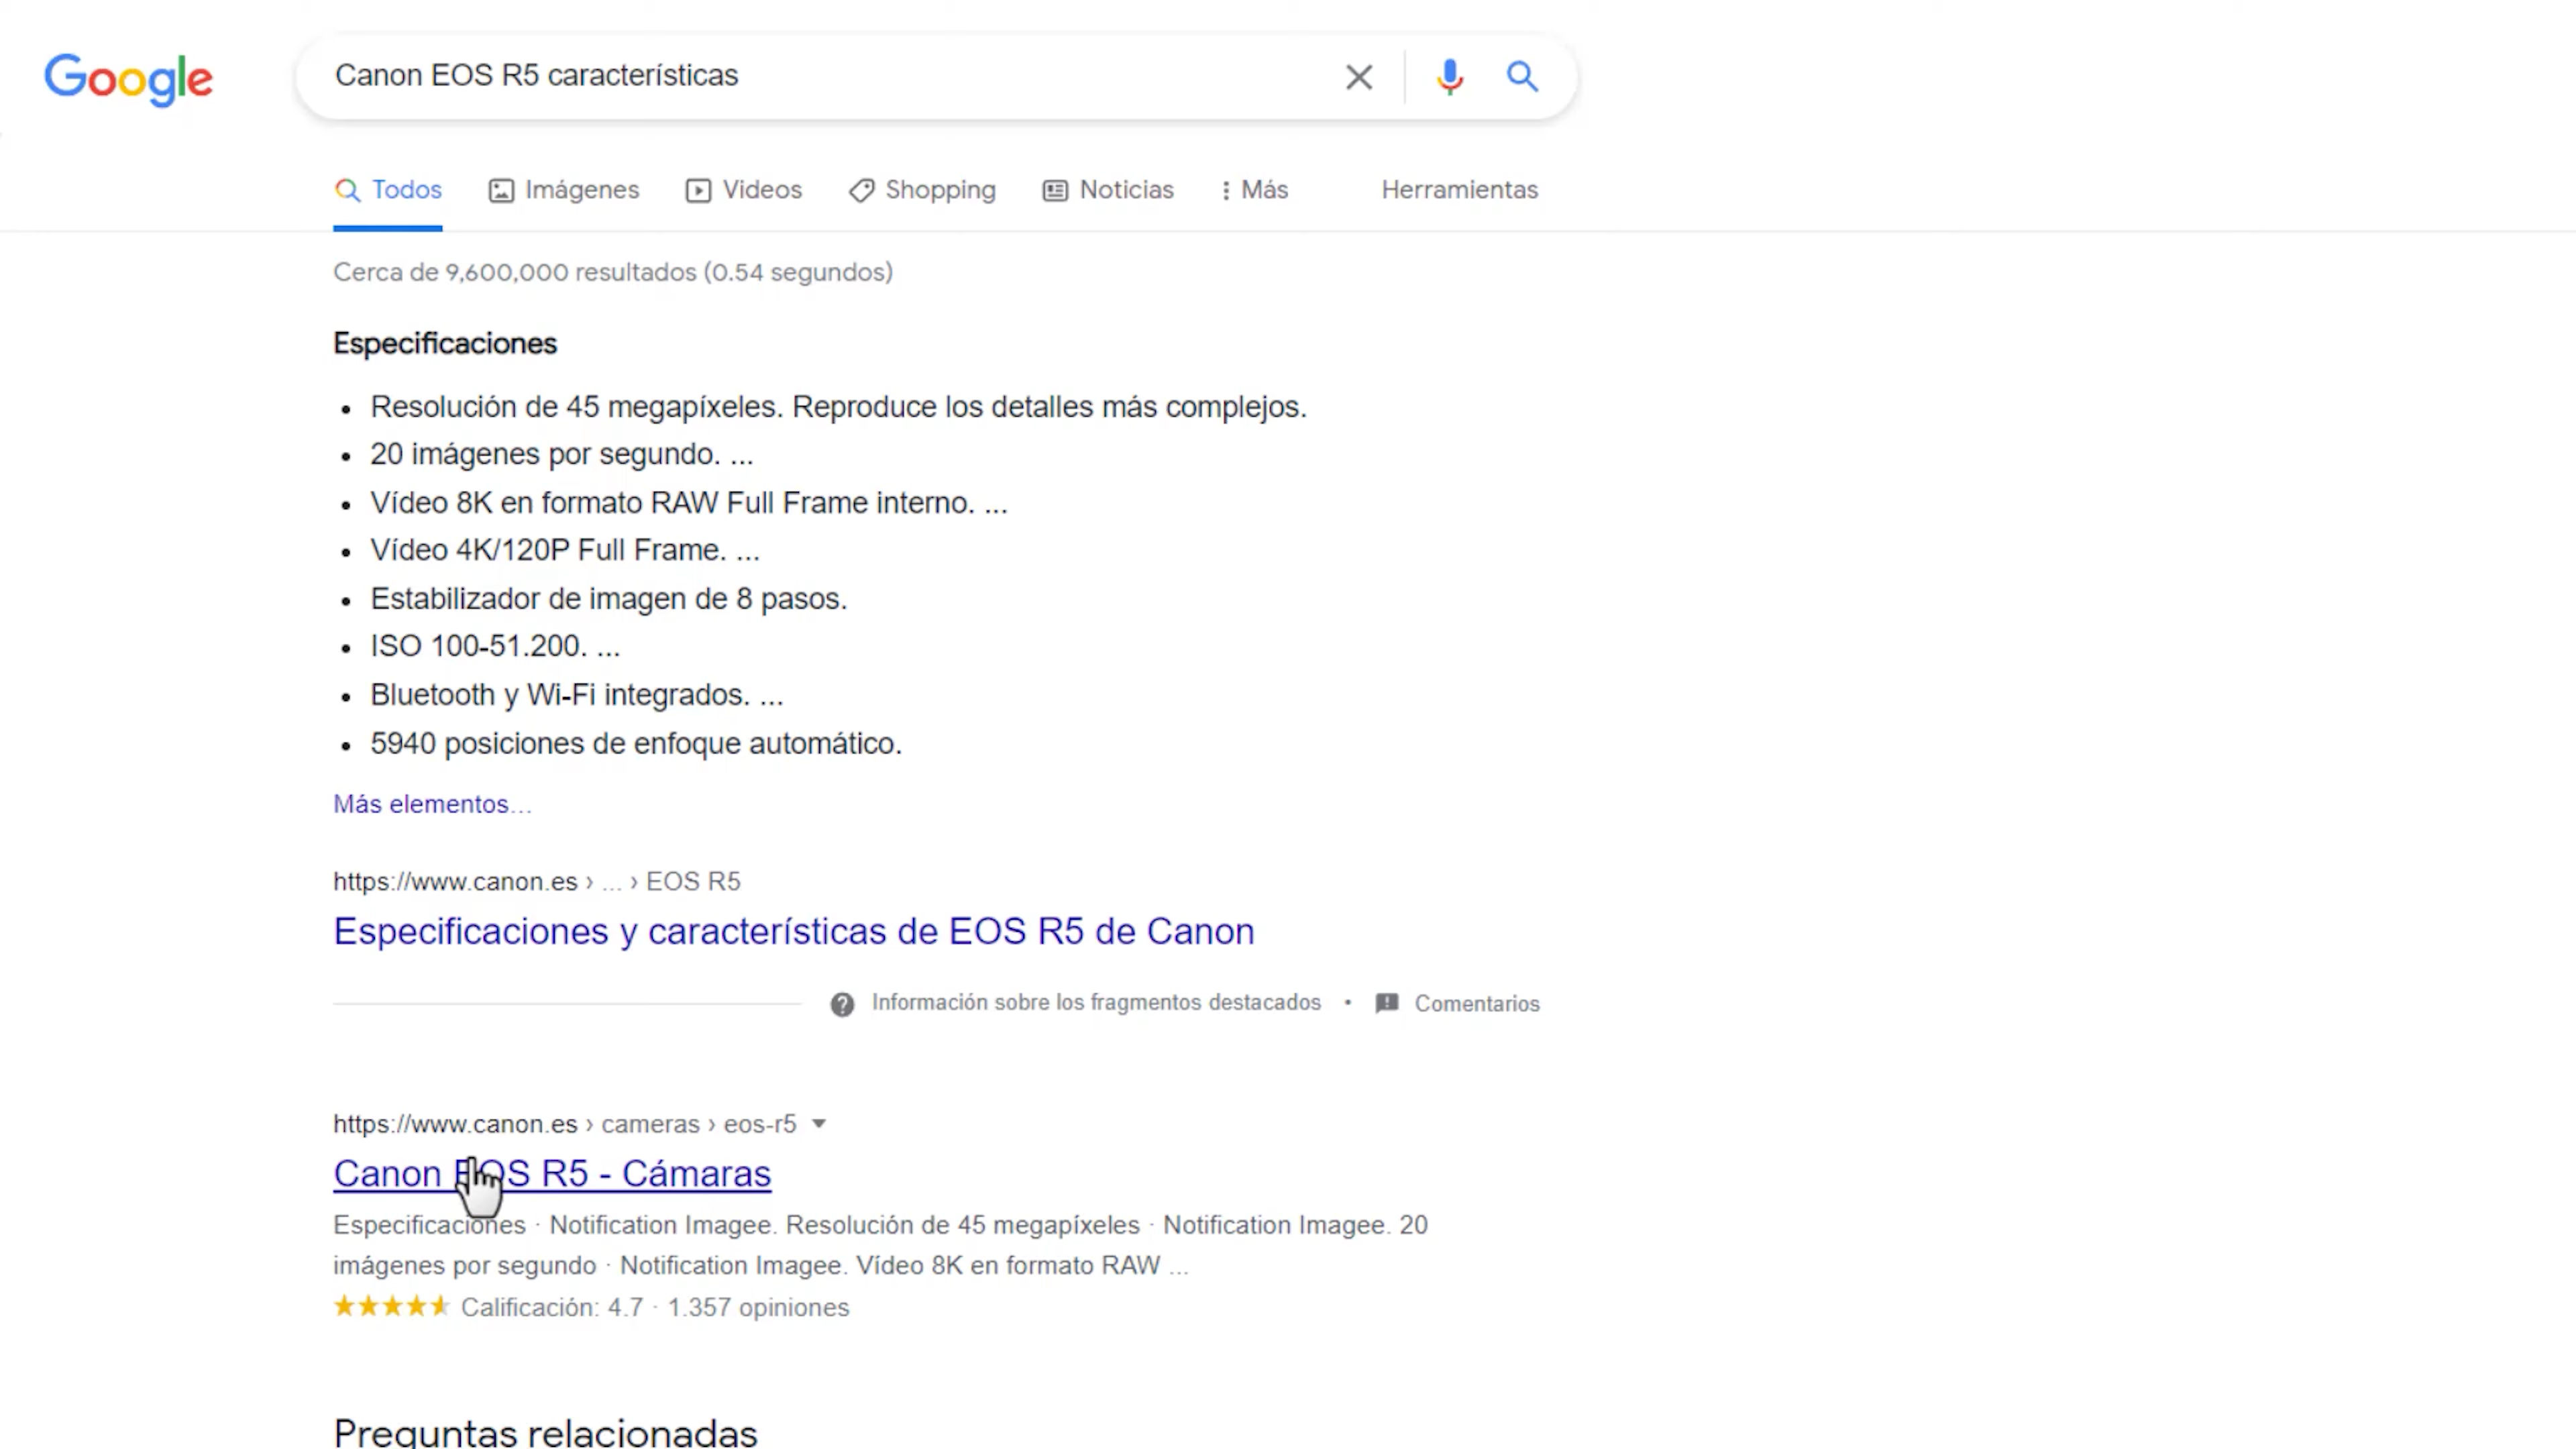 Google
Canon EOS R5 características
Todos
Imágenes
Videos
Shopping
Noticias
Más
Herramientas
Cerca de 9,600,000 resultados (0.54 segundos)
Especificaciones
• Resolución de 45 megapíxeles. Reproduce los detalles más complejos.
• 20 imágenes por segundo. ...
• Vídeo 8K en formato RAW Full Frame interno. ...
• Vídeo 4K/120P Full Frame. ...
• Estabilizador de imagen de 8 pasos.
• ISO 100-51.200. ...
• Bluetooth y Wi-Fi integrados. ...
• 5940 posiciones de enfoque automático.
Más elementos...
https://www.canon.es › ... › EOS R5
Especificaciones y características de EOS R5 de Canon
Información sobre los fragmentos destacados • Comentarios
https://www.canon.es › cameras › eos-r5
Canon EOS R5 - Cámaras
Especificaciones · Notification Imagee. Resolución de 45 megapíxeles · Notification Imagee. 20
imágenes por segundo · Notification Imagee. Vídeo 8K en formato RAW ...
Calificación: 4.7 · 1.357 opiniones
Preguntas relacionadas